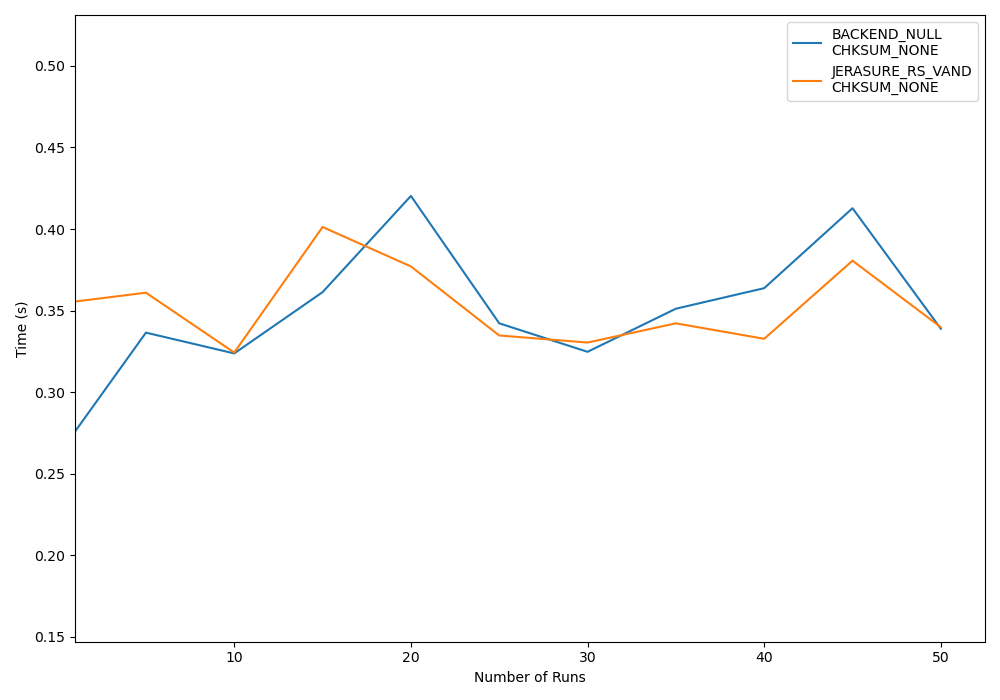 BACKEND_NULL
CHKSUM_NONE
JERASURE_RS_VAND
CHKSUM_NONE
0.50
0.45
0.40
0.35
0.30
0.25
0.20
0.15
Time (s)
10 20 30 40 50
Number of Runs